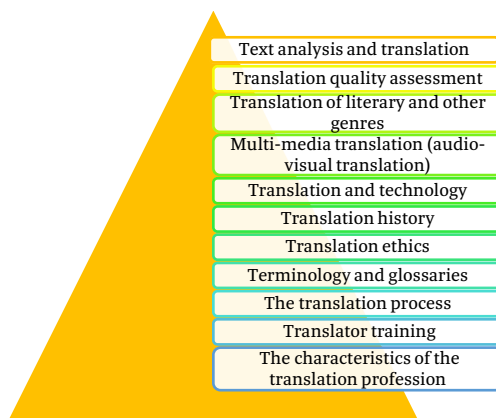 Text analysis and translation
Translation quality assessment
Translation of literary and other
genres
Multi-media translation (audio-
visual translation)
Translation and technology
Translation history
Translation ethics
Terminology and glossaries
The translation process
Translator training
The characteristics of the
translation profession